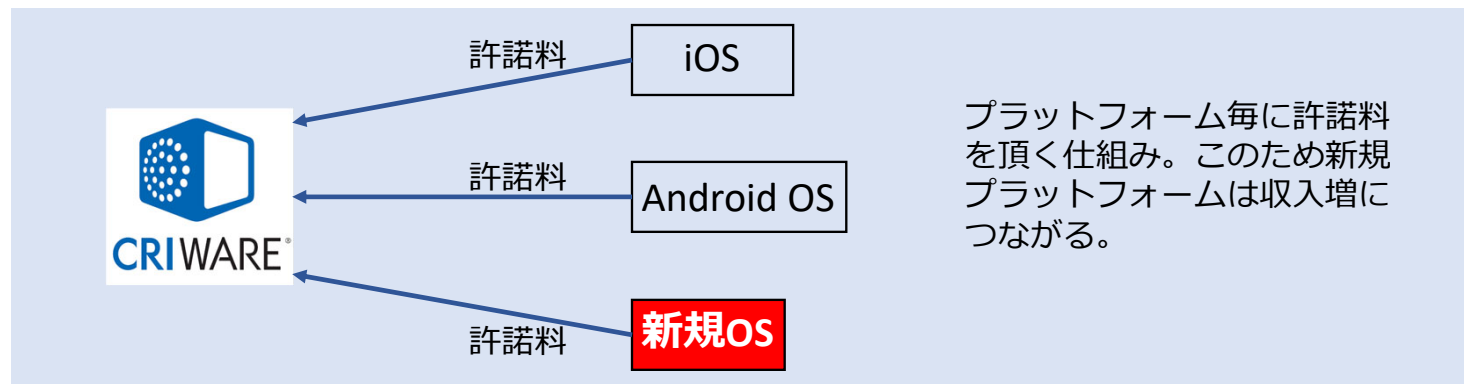 許諾料
iOS
CRIWARE®
許諾料
Android OS
許諾料
新規OS
プラットフォーム毎に許諾料
を頂く仕組み。このため新規
プラットフォームは収入増に
つながる。